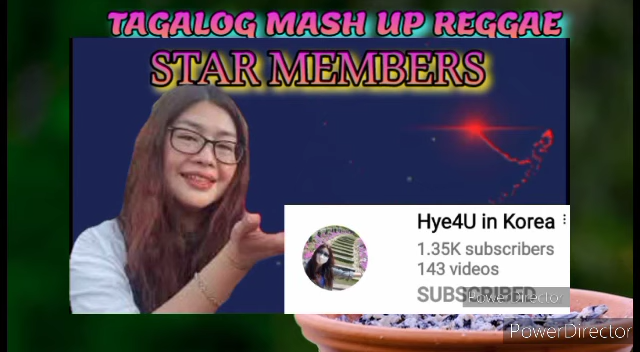 TAGALOG MASH UP REGGAE
STAR MEMBERS
Hye4U in Korea
1.35K subscribers
143 videos
SUBSCRIBED
PowerDirector
PowerDirector